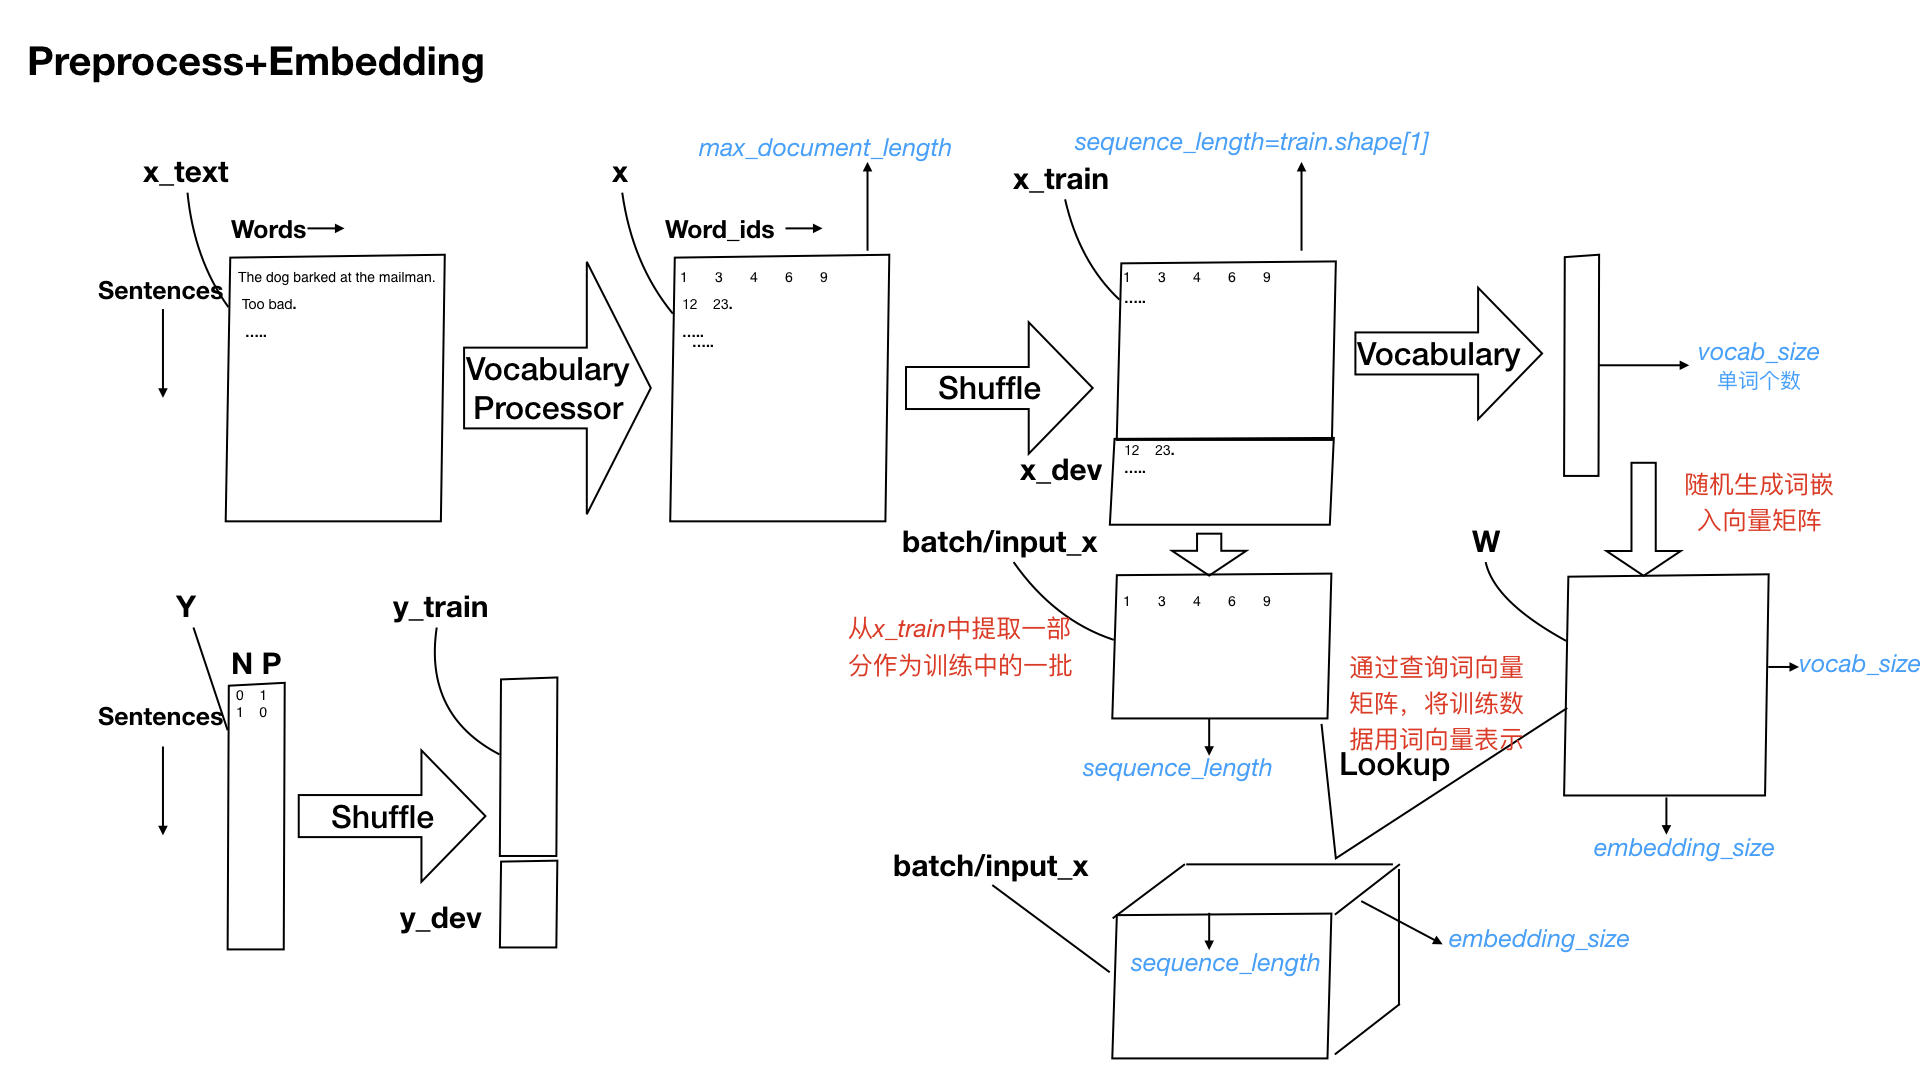 Preprocess+Embedding
x_text
Words
Sentences
The dog barked at the mailman.
Too bad.
.....
Vocabulary
Processor
x
max_document_length
Word_ids
1 3 4 6 9
12 23.
.....
.....
Shuffle
sequence_length=train.shape[1]
x_train
1 3 4 6 9
.....
x_dev
12 23.
.....
Vocabulary
vocab_size
单词个数
随机生成词嵌
入向量矩阵
batch/input_x
1 3 4 6 9
从x_train中提取一部
分作为训练中的一批
sequence_length
W
vocab_size
embedding_size
通过查询词向量
矩阵，将训练数
据用词向量表示
Lookup
batch/input_x
sequence_length
embedding_size
Y
N P
Sentences
0 1
1 0
Shuffle
y_train
y_dev